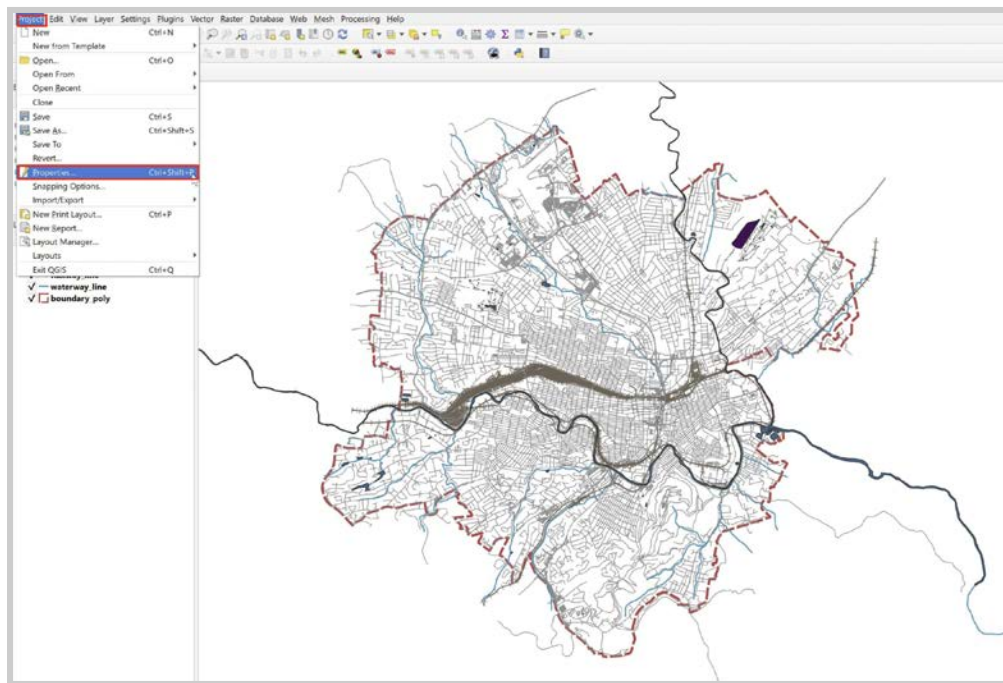 Project Edit View Layer Settings Plugins Vector Raster Database Web Mesh Processing Help
New Ctrl+N
New from Template
Open... Ctrl+O
Open From
Open Recent
Close
Save Ctrl+S
Save As... Ctrl+Shift+S
Save To
Revert...
Properties... Ctrl+Shift+P
Snapping Options...
Import/Export
New Print Layout... Ctrl+P
New Report...
Layout Manager...
Layouts
Exit QGIS Ctrl+Q
waterway_line
boundary_poly